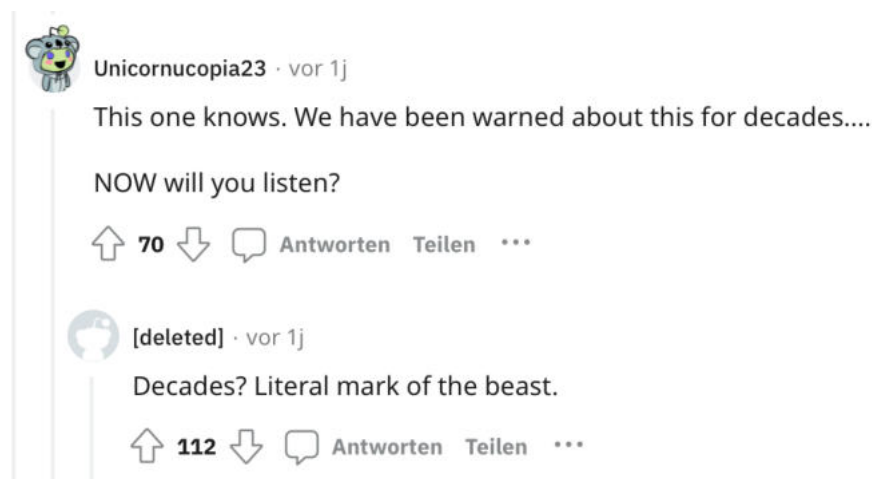 Unicornucopia23 · vor 1j
This one knows. We have been warned about this for decades....
NOW will you listen?
70 Antworten Teilen ...
[deleted] · vor 1j
Decades? Literal mark of the beast.
112 Antworten Teilen ...